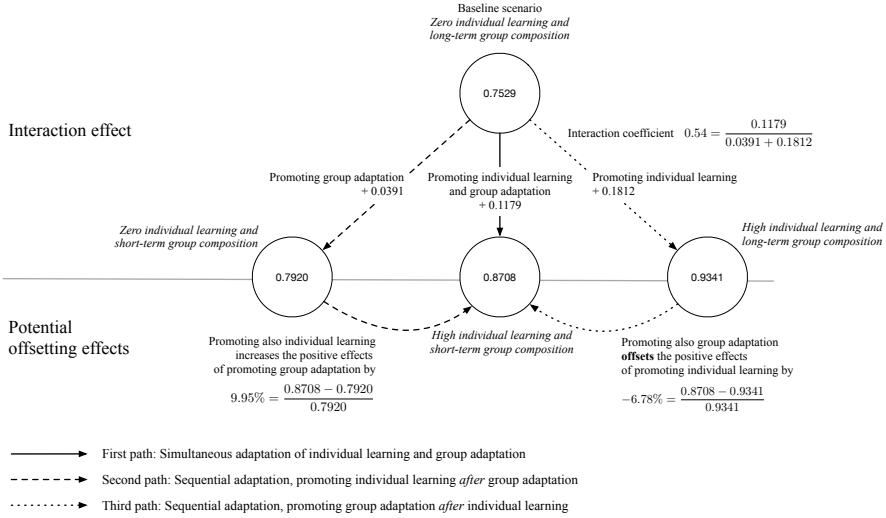 Baseline scenario
Zero individual learning and
long-term group composition
0.7529
Interaction effect
Interaction coefficient 0.54 = 0.1179 / (0.0391 + 0.1812)
Promoting group adaptation
+ 0.0391
Promoting individual learning
and group adaptation
+ 0.1179
Promoting individual learning
+ 0.1812
Zero individual learning and
short-term group composition
High individual learning and
long-term group composition
0.7920
0.8708
0.9341
Potential
offsetting effects
Promoting also individual learning
increases the positive effects
of promoting group adaptation by
9.95% = (0.8708 − 0.7920) / 0.7920
High individual learning and
short-term group composition
Promoting also group adaptation
offsets the positive effects
of promoting individual learning by
−6.78% = (0.8708 − 0.9341) / 0.9341
First path: Simultaneous adaptation of individual learning and group adaptation
Second path: Sequential adaptation, promoting individual learning after group adaptation
Third path: Sequential adaptation, promoting group adaptation after individual learning